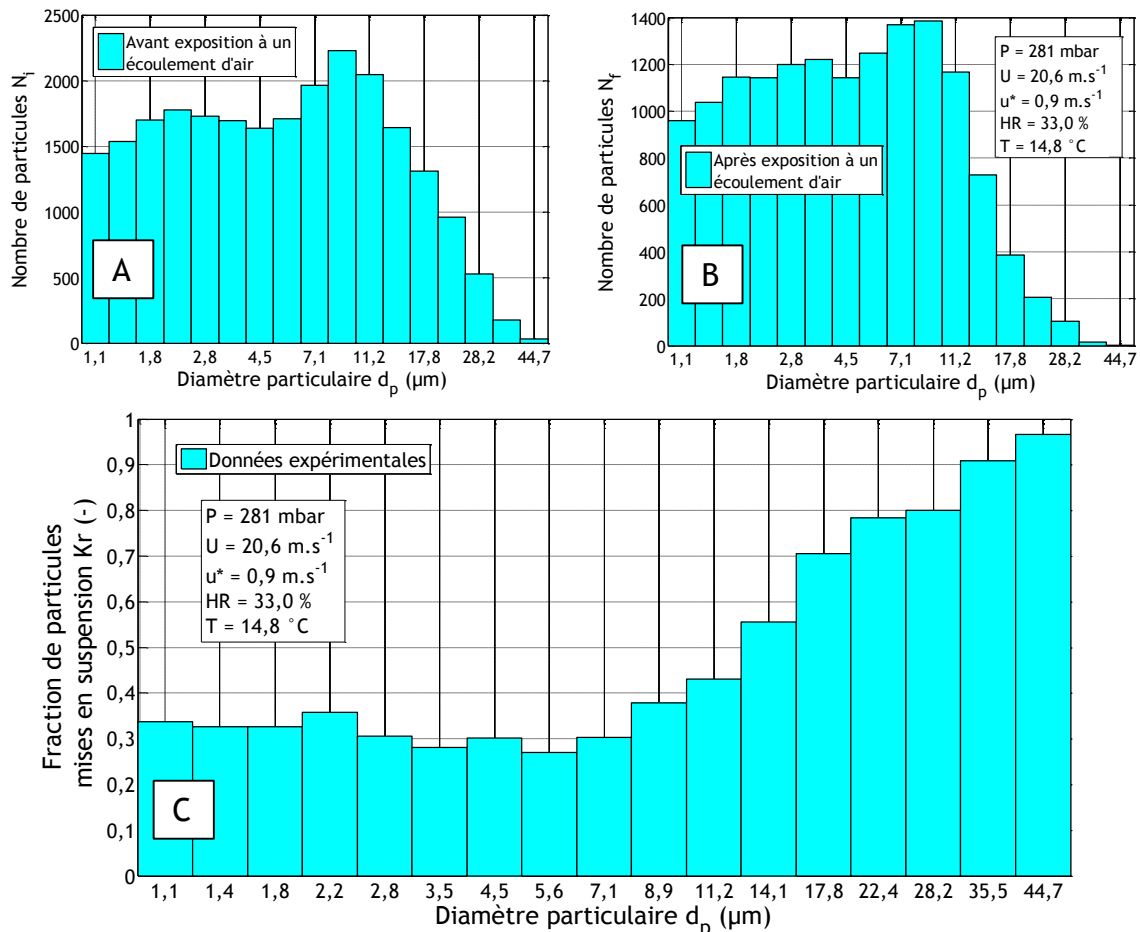 2500
2000
1500
1000
500
0
Nombre de particules N_i
Avant exposition à un
écoulement d'air
A
1,1 1,8 2,8 4,5 7,1 11,2 17,8 28,2 44,7
Diamètre particulaire d_p (µm)
1400
1200
1000
800
600
400
200
0
Nombre de particules N_f
P = 281 mbar
U = 20,6 m.s⁻¹
u* = 0,9 m.s⁻¹
HR = 33,0 %
T = 14,8 °C
Après exposition à un
écoulement d'air
B
1,1 1,8 2,8 4,5 7,1 11,2 17,8 28,2 44,7
Diamètre particulaire d_p (µm)
1
0,9
0,8
0,7
0,6
0,5
0,4
0,3
0,2
0,1
0
Fraction de particules
mises en suspension Kr (-)
Données expérimentales
P = 281 mbar
U = 20,6 m.s⁻¹
u* = 0,9 m.s⁻¹
HR = 33,0 %
T = 14,8 °C
C
1,1 1,4 1,8 2,2 2,8 3,5 4,5 5,6 7,1 8,9 11,2 14,1 17,8 22,4 28,2 35,5 44,7
Diamètre particulaire d_p (µm)